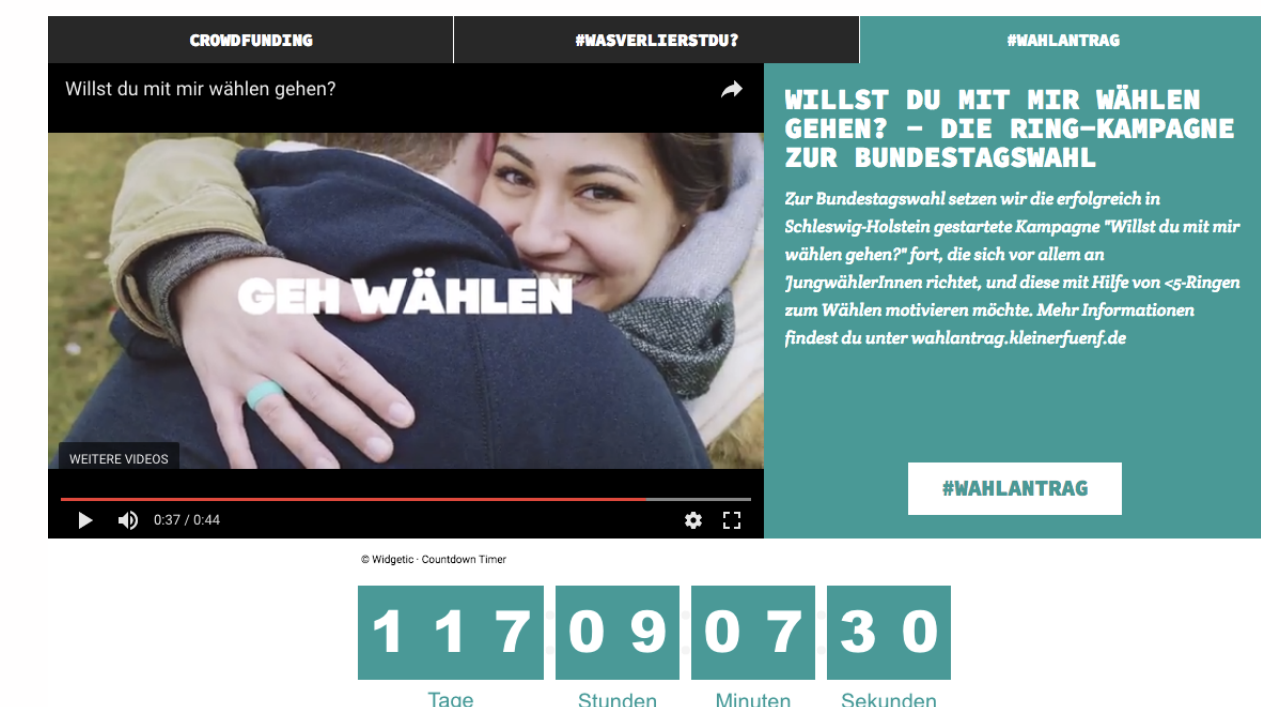 CROWDFUNDING
#WASVERLIERSTDU?
#WAHLANTRAG
Willst du mit mir wählen gehen?
GEH WÄHLEN
WEITERE VIDEOS
0:37 / 0:44
WILLST DU MIT MIR WÄHLEN
GEHEN? – DIE RING-KAMPAGNE
ZUR BUNDESTAGSWAHL
Zur Bundestagswahl setzen wir die erfolgreich in
Schleswig-Holstein gestartete Kampagne "Willst du mit mir
wählen gehen?" fort, die sich vor allem an
JungwählerInnen richtet, und diese mit Hilfe von <5-Ringen
zum Wählen motivieren möchte. Mehr Informationen
findest du unter wahlantrag.kleinerfuenf.de
#WAHLANTRAG
© Widgetic · Countdown Timer
117:09:07:30
Tage Stunden Minuten Sekunden